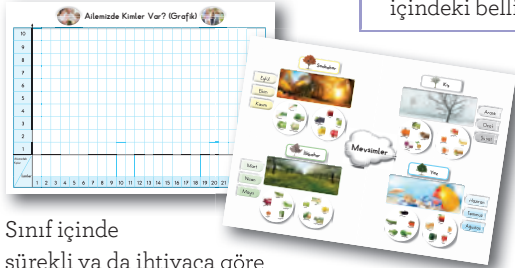 içindeki belli
Ailemizde Kimler Var? (Grafik)
10
9
8
7
6
5
4
3
2
1
1 2 3 4 5 6 7 8 9 10 11 12 13 14 15 16 17 18 19 20 21
Sonbahar
Eylül
Ekim
Kasım
Kış
Aralık
Ocak
Şubat
Mevsimler
İlkbahar
Mart
Nisan
Mayıs
Yaz
Haziran
Temmuz
Ağustos
Sınıf içinde
sürekli ya da ihtiyaca göre